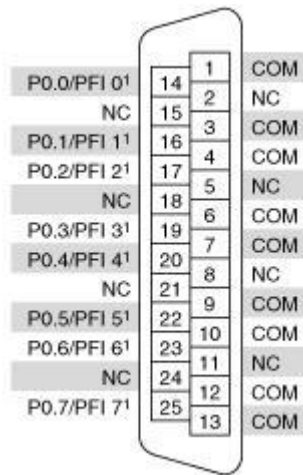 1 COM
P0.0/PFI 0¹ 14
2 NC
NC 15
3 COM
P0.1/PFI 1¹ 16
4 COM
P0.2/PFI 2¹ 17
5 NC
NC 18
6 COM
P0.3/PFI 3¹ 19
7 COM
P0.4/PFI 4¹ 20
8 NC
NC 21
9 COM
P0.5/PFI 5¹ 22
10 COM
P0.6/PFI 6¹ 23
11 NC
NC 24
12 COM
P0.7/PFI 7¹ 25
13 COM